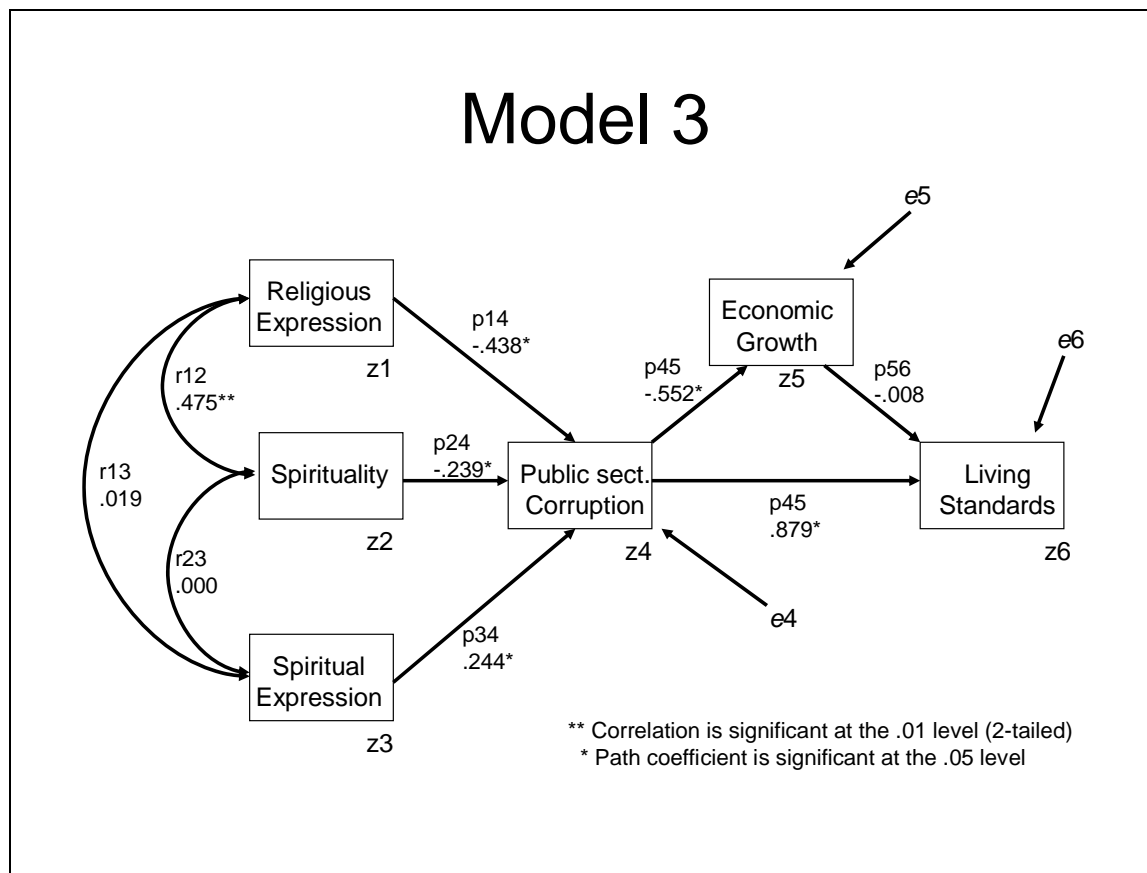 Model 3
e5
Religious
Expression
z1
p14
-.438*
Economic
Growth
z5
e6
r12
.475**
p45
-.552*
p56
-.008
r13
.019
Spirituality
z2
p24
-.239*
Public sect.
Corruption
z4
p45
.879*
Living
Standards
z6
r23
.000
e4
p34
.244*
Spiritual
Expression
z3
** Correlation is significant at the .01 level (2-tailed)
* Path coefficient is significant at the .05 level